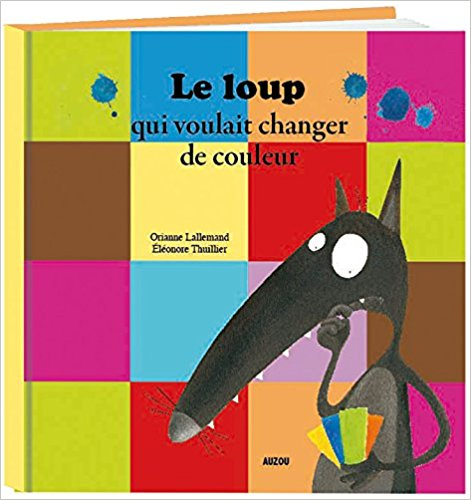 Le loup
qui voulait changer
de couleur
Orianne Lallemand
Éléonore Thuillier
AUZOU